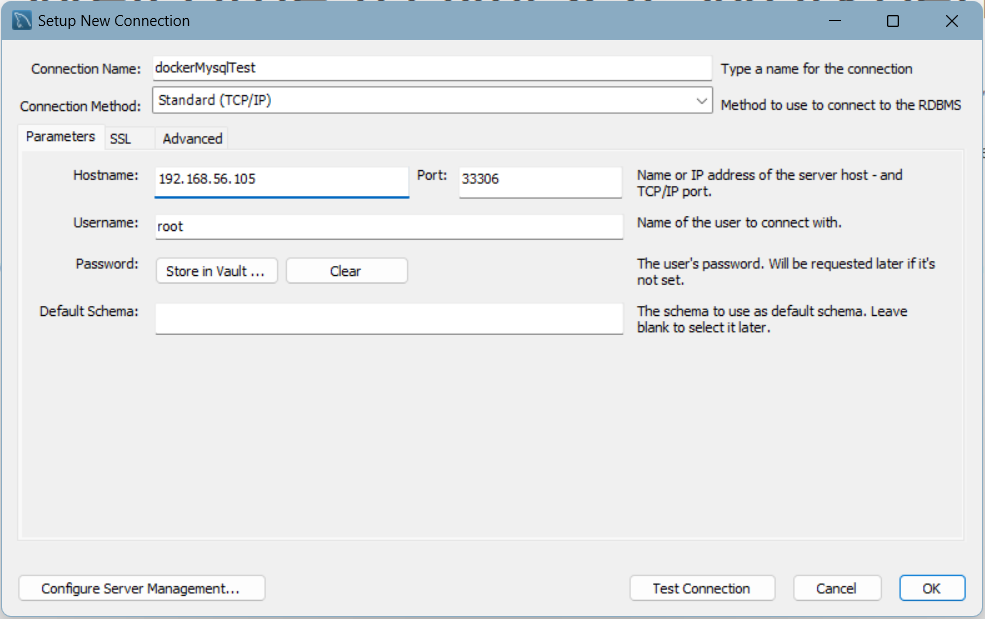 Setup New Connection
Connection Name: dockerMysqlTest Type a name for the connection
Connection Method: Standard (TCP/IP) Method to use to connect to the RDBMS
Parameters SSL Advanced
Hostname: 192.168.56.105 Port: 33306 Name or IP address of the server host - and
TCP/IP port.
Username: root Name of the user to connect with.
Password: Store in Vault ... Clear The user's password. Will be requested later if it's
not set.
Default Schema: The schema to use as default schema. Leave
blank to select it later.
Configure Server Management... Test Connection Cancel OK